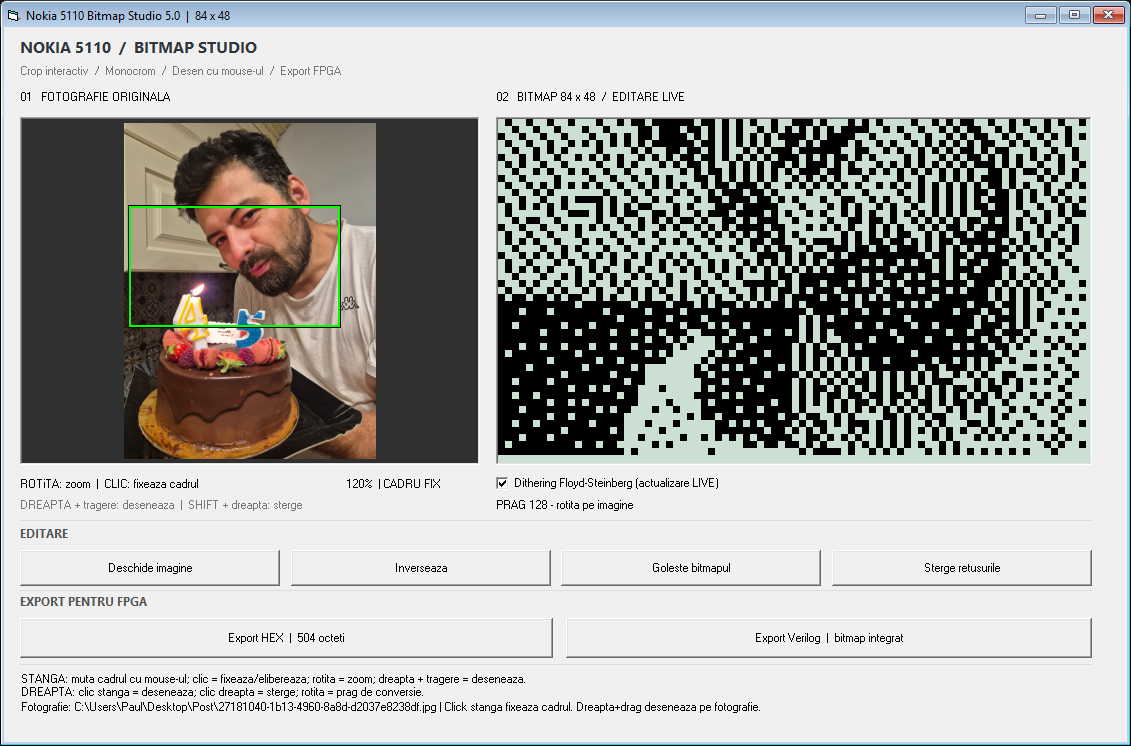 Nokia 5110 Bitmap Studio 5.0 | 84 x 48
NOKIA 5110 / BITMAP STUDIO
Crop interactiv / Monocrom / Desen cu mouse-ul / Export FPGA
01 FOTOGRAFIE ORIGINALA
02 BITMAP 84 x 48 / EDITARE LIVE
45
ROTiTA: zoom | CLIC: fixeaza cadrul
120% | CADRU FIX
Dithering Floyd-Steinberg (actualizare LIVE)
DREAPTA + tragere: deseneaza | SHIFT + dreapta: sterge
PRAG 128 - rotita pe imagine
EDITARE
Deschide imagine
Inverseaza
Goleste bitmapul
Sterge retusurile
EXPORT PENTRU FPGA
Export HEX | 504 octeti
Export Verilog | bitmap integrat
STANGA: muta cadrul cu mouse-ul; clic = fixeaza/elibereaza; rotita = zoom; dreapta + tragere = deseneaza.
DREAPTA: clic stanga = deseneaza; clic dreapta = sterge; rotita = prag de conversie.
Fotografie: C:\Users\Paul\Desktop\Post\27181040-1b13-4960-8a8d-d2037e8238df.jpg | Click stanga fixeaza cadrul. Dreapta+drag deseneaza pe fotografie.